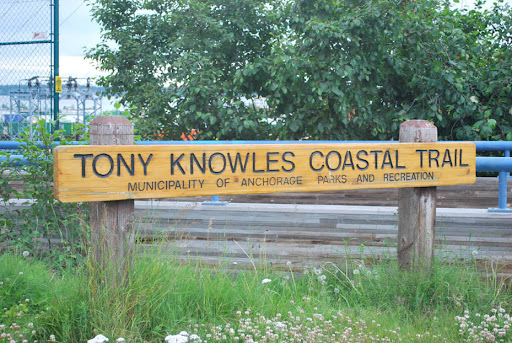 TONY KNOWLES COASTAL TRAIL
MUNICIPALITY OF ANCHORAGE PARKS AND RECREATION